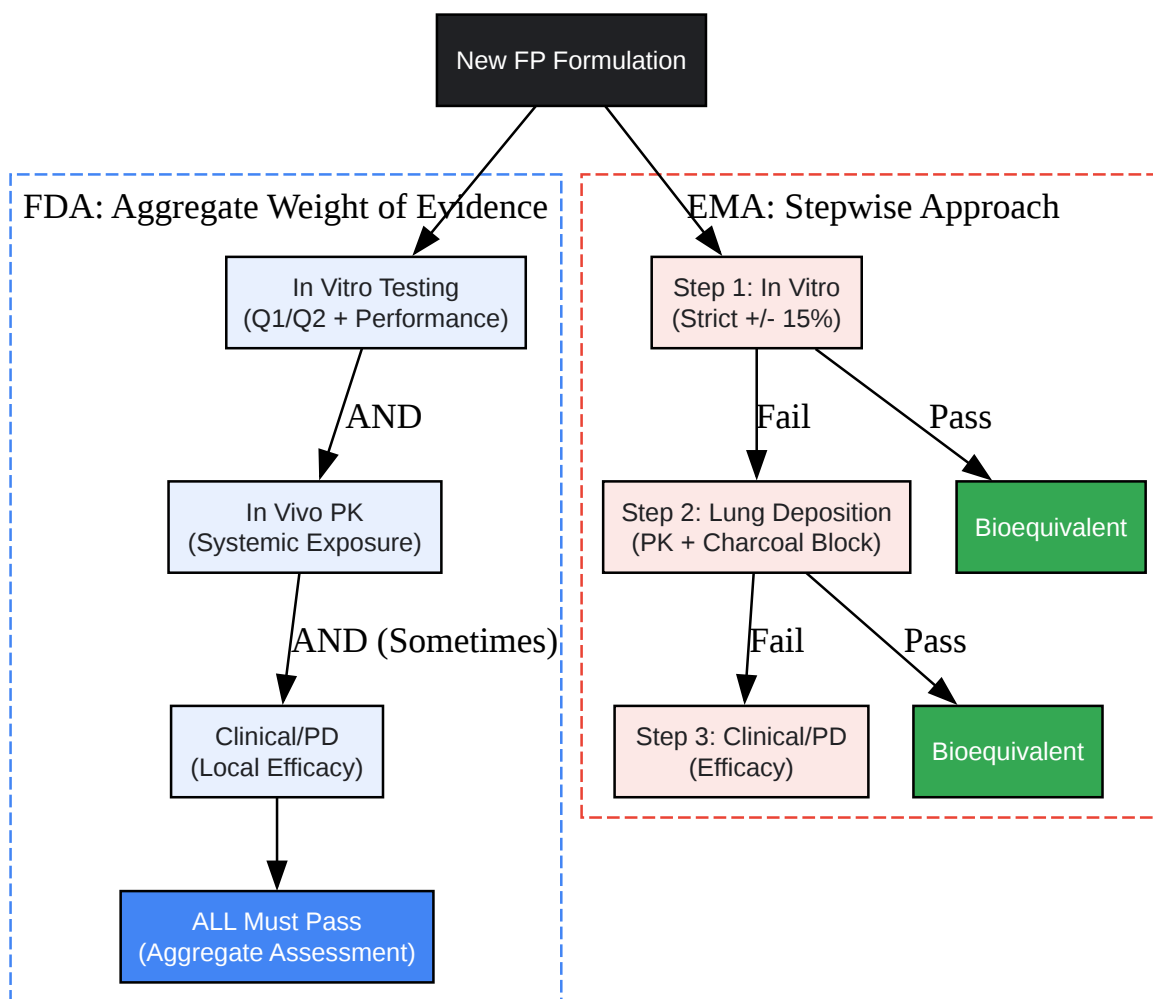 New FP Formulation
FDA: Aggregate Weight of Evidence
In Vitro Testing
(Q1/Q2 + Performance)
AND
In Vivo PK
(Systemic Exposure)
AND (Sometimes)
Clinical/PD
(Local Efficacy)
ALL Must Pass
(Aggregate Assessment)
EMA: Stepwise Approach
Step 1: In Vitro
(Strict +/- 15%)
Fail
Pass
Step 2: Lung Deposition
(PK + Charcoal Block)
Bioequivalent
Fail
Pass
Step 3: Clinical/PD
(Efficacy)
Bioequivalent